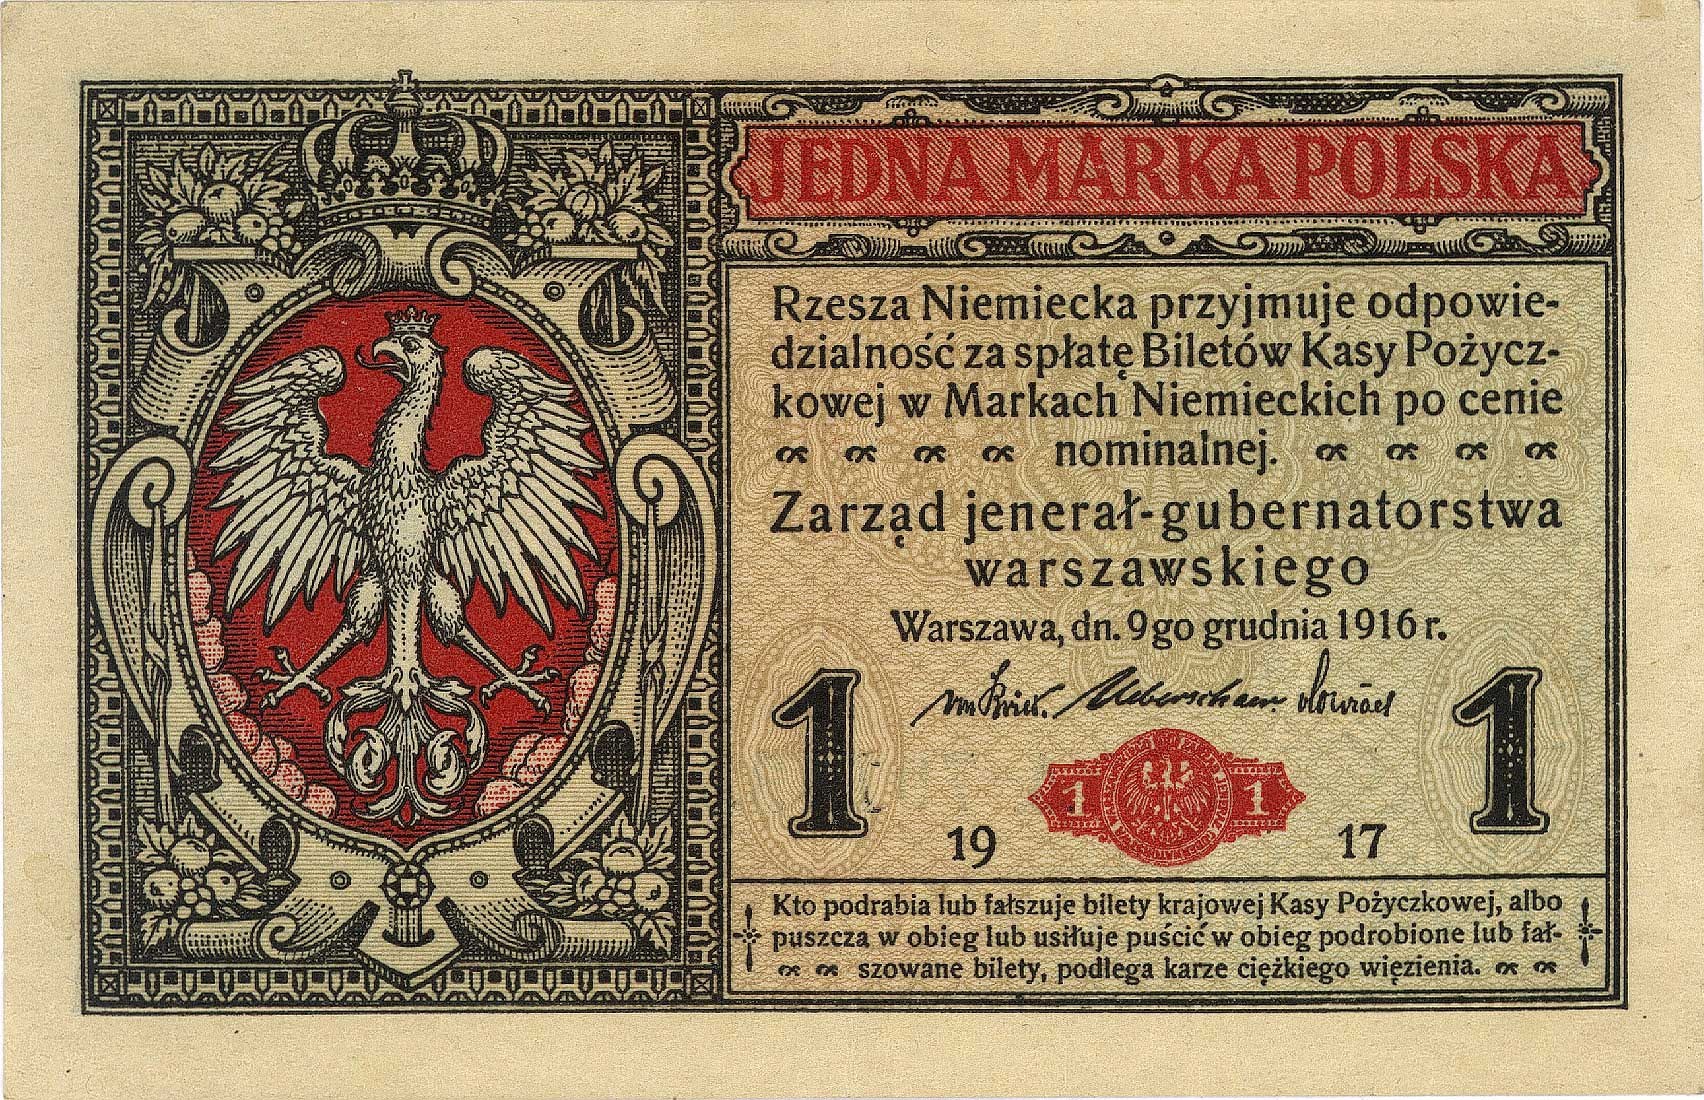 JEDNA MARKA POLSKA
Rzesza Niemiecka przyjmuje odpowie-
dzialność za spłatę Biletów Kasy Pożycz-
kowej w Markach Niemieckich po cenie
nominalnej.
Zarząd jenerał-gubernatorstwa
warszawskiego
Warszawa, dn. 9go grudnia 1916 r.
1 1
1 1
19 17
Kto podrabia lub fałszuje bilety krajowej Kasy Pożyczkowej, albo
puszcza w obieg lub usiłuje puścić w obieg podrobione lub fał-
szowane bilety, podlega karze ciężkiego więzienia.